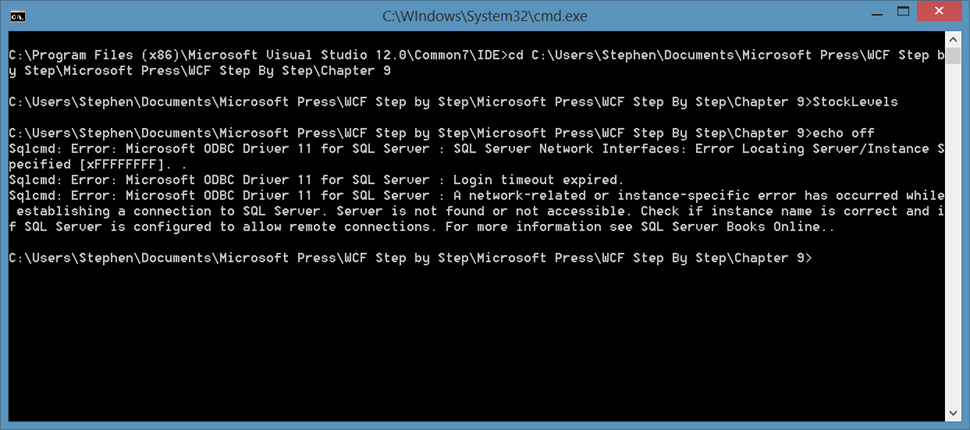 C:\WIndows\System32\cmd.exe
C:\Program Files (x86)\Microsoft Visual Studio 12.0\Common7\IDE>cd C:\Users\Stephen\Documents\Microsoft Press\WCF Step b
y Step\Microsoft Press\WCF Step By Step\Chapter 9
C:\Users\Stephen\Documents\Microsoft Press\WCF Step by Step\Microsoft Press\WCF Step By Step\Chapter 9>StockLevels
C:\Users\Stephen\Documents\Microsoft Press\WCF Step by Step\Microsoft Press\WCF Step By Step\Chapter 9>echo off
Sqlcmd: Error: Microsoft ODBC Driver 11 for SQL Server : SQL Server Network Interfaces: Error Locating Server/Instance S
pecified [xFFFFFFFF]. .
Sqlcmd: Error: Microsoft ODBC Driver 11 for SQL Server : Login timeout expired.
Sqlcmd: Error: Microsoft ODBC Driver 11 for SQL Server : A network-related or instance-specific error has occurred while
 establishing a connection to SQL Server. Server is not found or not accessible. Check if instance name is correct and i
f SQL Server is configured to allow remote connections. For more information see SQL Server Books Online..
C:\Users\Stephen\Documents\Microsoft Press\WCF Step by Step\Microsoft Press\WCF Step By Step\Chapter 9>